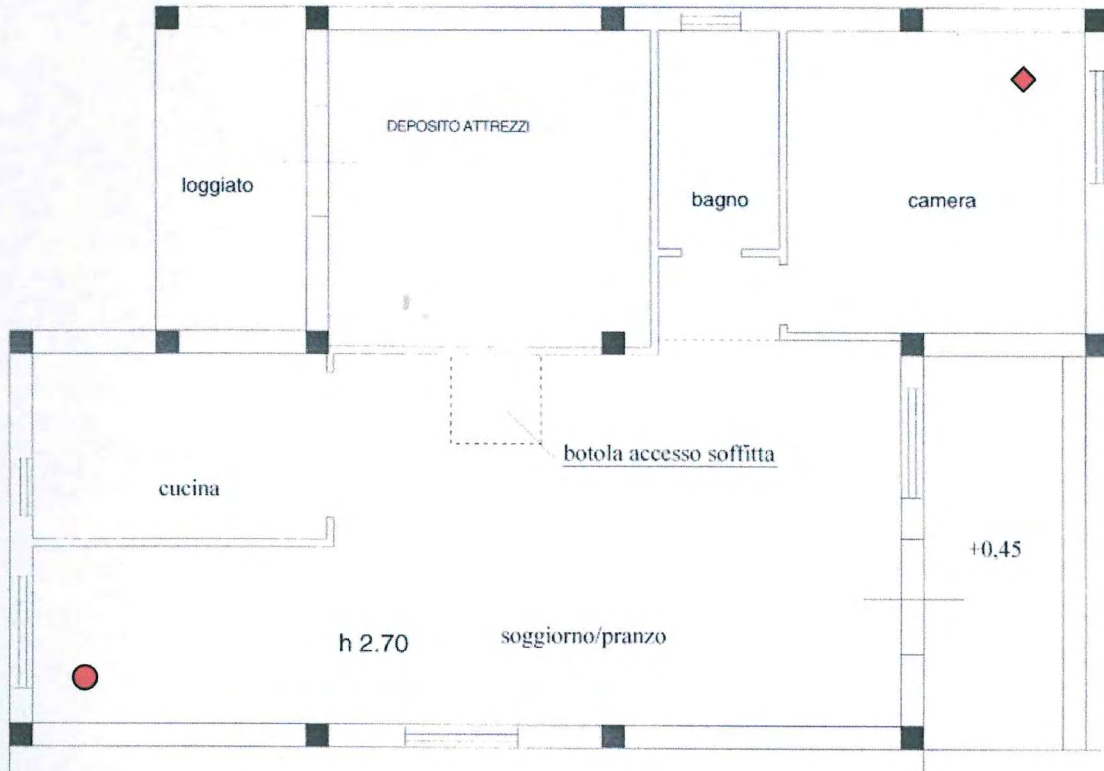 DEPOSITO ATTREZZI
loggiato
bagno
camera
botola accesso soffitta
cucina
+0,45
h 2.70
soggiorno/pranzo